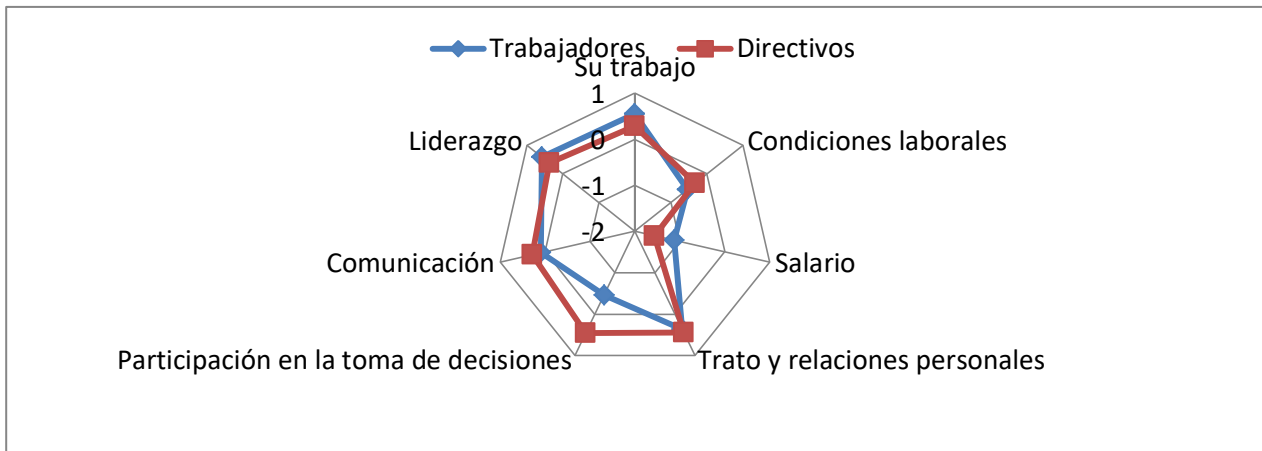 Trabajadores Directivos
Su trabajo
1
Liderazgo
0
Condiciones laborales
-1
-2
Comunicación
Salario
Participación en la toma de decisiones
Trato y relaciones personales